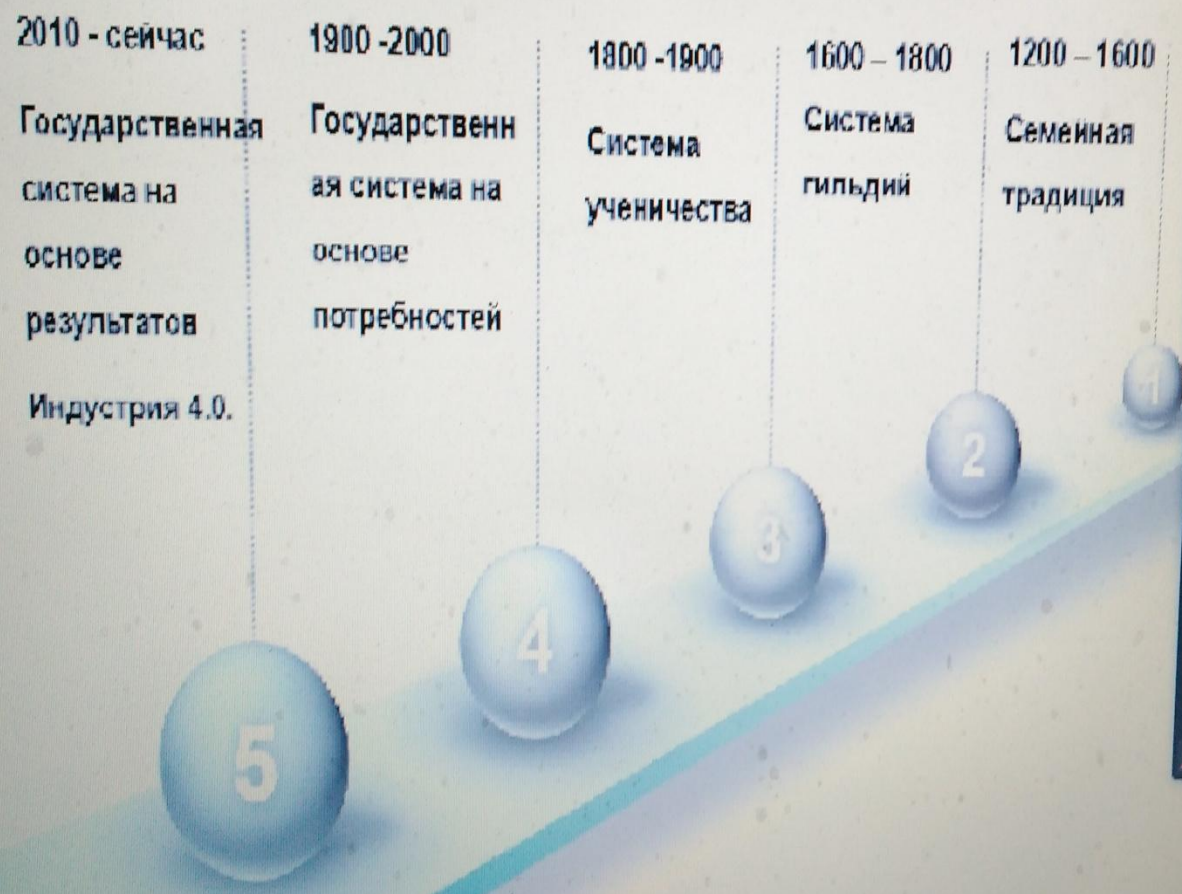 2010 - сейчас
Государственная
система на
основе
результатов
Индустрия 4.0.
1900 -2000
Государственн
ая система на
основе
потребностей
1800 -1900
Система
ученичества
1600 – 1800
Система
гильдий
1200 – 1600
Семейная
традиция
5
4
3
2
1